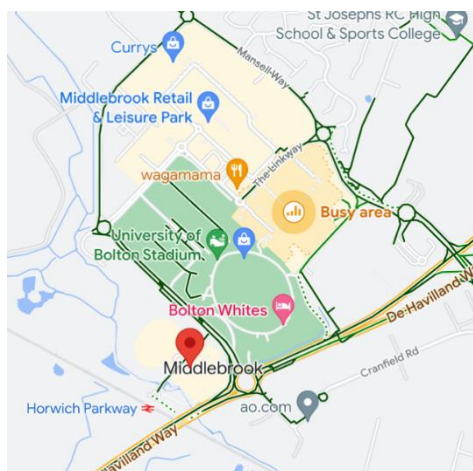 St Josephs RC High
School & Sports College
Currys
Mansell Way
Middlebrook Retail
& Leisure Park
wagamama
The Linkway
Busy area
University of
Bolton Stadium
Bolton Whites
De Havilland W
Middlebrook
Cranfield Rd
Horwich Parkway
ao.com
Havilland Way